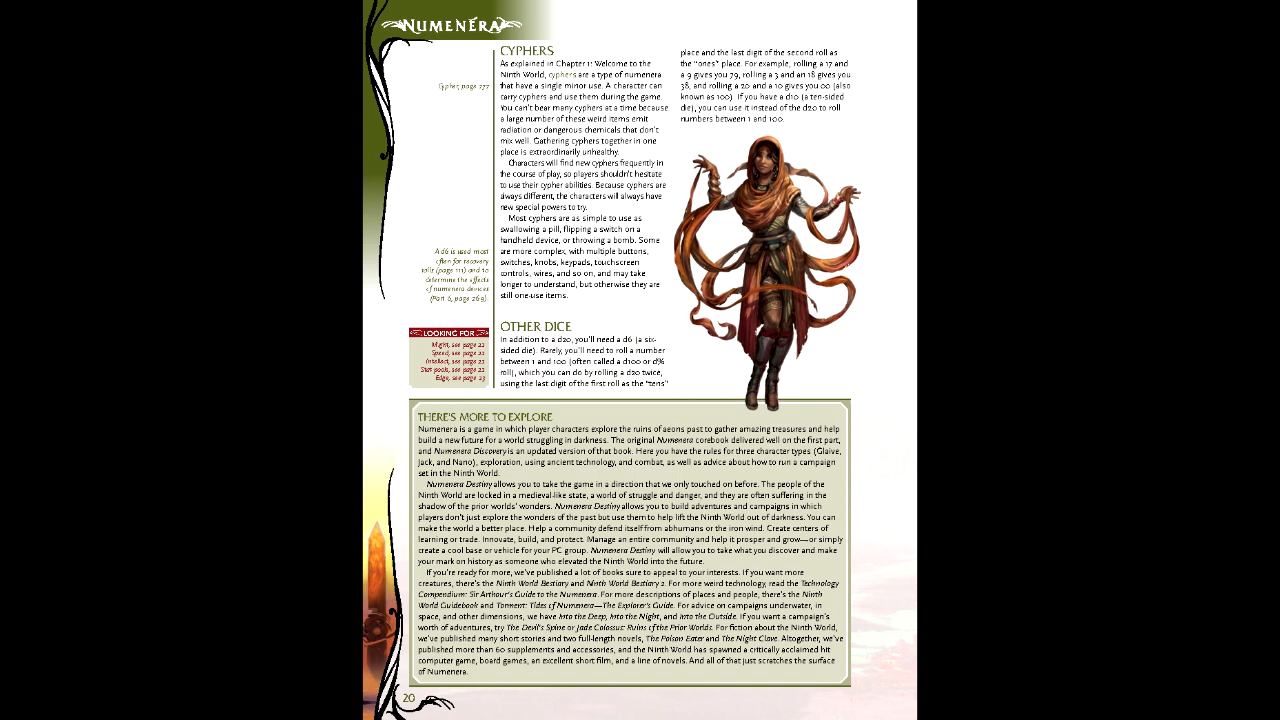 NUMENÉRA
CYPHERS
As explained in Chapter 1: Welcome to the
Ninth World, cyphers are a type of numenera
that have a single minor use. A character can
carry cyphers and use them during the game.
You can't bear many cyphers at a time because
a large number of these weird items emit
radiation or dangerous chemicals that don't
mix well. Gathering cyphers together in one
place is extraordinarily unhealthy.
Characters will find new cyphers frequently in
the course of play, so players shouldn't hesitate
to use their cypher abilities. Because cyphers are
always different, the characters will always have
new special powers to try.
Most cyphers are as simple to use as
swallowing a pill, flipping a switch on a
handheld device, or throwing a bomb. Some
are more complex, with multiple buttons,
switches, knobs, keypads, touchscreen
controls, wires, and so on, and may take
longer to understand, but otherwise they are
still one-use items.
OTHER DICE
In addition to a d20, you'll need a d6 (a six-
sided die). Rarely, you'll need to roll a number
between 1 and 100 (often called a d100 or d%
roll), which you can do by rolling a d20 twice,
using the last digit of the first roll as the "tens"
place and the last digit of the second roll as
the "ones" place. For example, rolling a 17 and
a 9 gives you 79, rolling a 3 and an 18 gives you
38, and rolling a 20 and a 10 gives you 00 (also
known as 100). If you have a d10 (a ten-sided
die), you can use it instead of the d20 to roll
numbers between 1 and 100.
Cypher, page 277
A d6 is used most
often for recovery
rolls (page 111) and to
determine the effects
of numenera devices
(Part 6, page 269).
LOOKING FOR
Might, see page 22
Speed, see page 22
Intellect, see page 22
Stat pools, see page 22
Edge, see page 23
THERE'S MORE TO EXPLORE
Numenera is a game in which player characters explore the ruins of aeons past to gather amazing treasures and help
build a new future for a world struggling in darkness. The original Numenera corebook delivered well on the first part,
and Numenera Discovery is an updated version of that book. Here you have the rules for three character types (Glaive,
Jack, and Nano), exploration, using ancient technology, and combat, as well as advice about how to run a campaign
set in the Ninth World.
Numenera Destiny allows you to take the game in a direction that we only touched on before. The people of the
Ninth World are locked in a medieval-like state, a world of struggle and danger, and they are often suffering in the
shadow of the prior worlds' wonders. Numenera Destiny allows you to build adventures and campaigns in which
players don't just explore the wonders of the past but use them to help lift the Ninth World out of darkness. You can
make the world a better place. Help a community defend itself from abhumans or the iron wind. Create centers of
learning or trade. Innovate, build, and protect. Manage an entire community and help it prosper and grow—or simply
create a cool base or vehicle for your PC group. Numenera Destiny will allow you to take what you discover and make
your mark on history as someone who elevated the Ninth World into the future.
If you're ready for more, we've published a lot of books sure to appeal to your interests. If you want more
creatures, there's the Ninth World Bestiary and Ninth World Bestiary 2. For more weird technology, read the Technology
Compendium: Sir Arthour's Guide to the Numenera. For more descriptions of places and people, there's the Ninth
World Guidebook and Torment: Tides of Numenera—The Explorer's Guide. For advice on campaigns underwater, in
space, and other dimensions, we have Into the Deep, Into the Night, and Into the Outside. If you want a campaign's
worth of adventures, try The Devil's Spine or Jade Colossus: Ruins of the Prior Worlds. For fiction about the Ninth World,
we've published many short stories and two full-length novels, The Poison Eater and The Night Clave. Altogether, we've
published more than 60 supplements and accessories, and the Ninth World has spawned a critically acclaimed hit
computer game, board games, an excellent short film, and a line of novels. And all of that just scratches the surface
of Numenera.
20